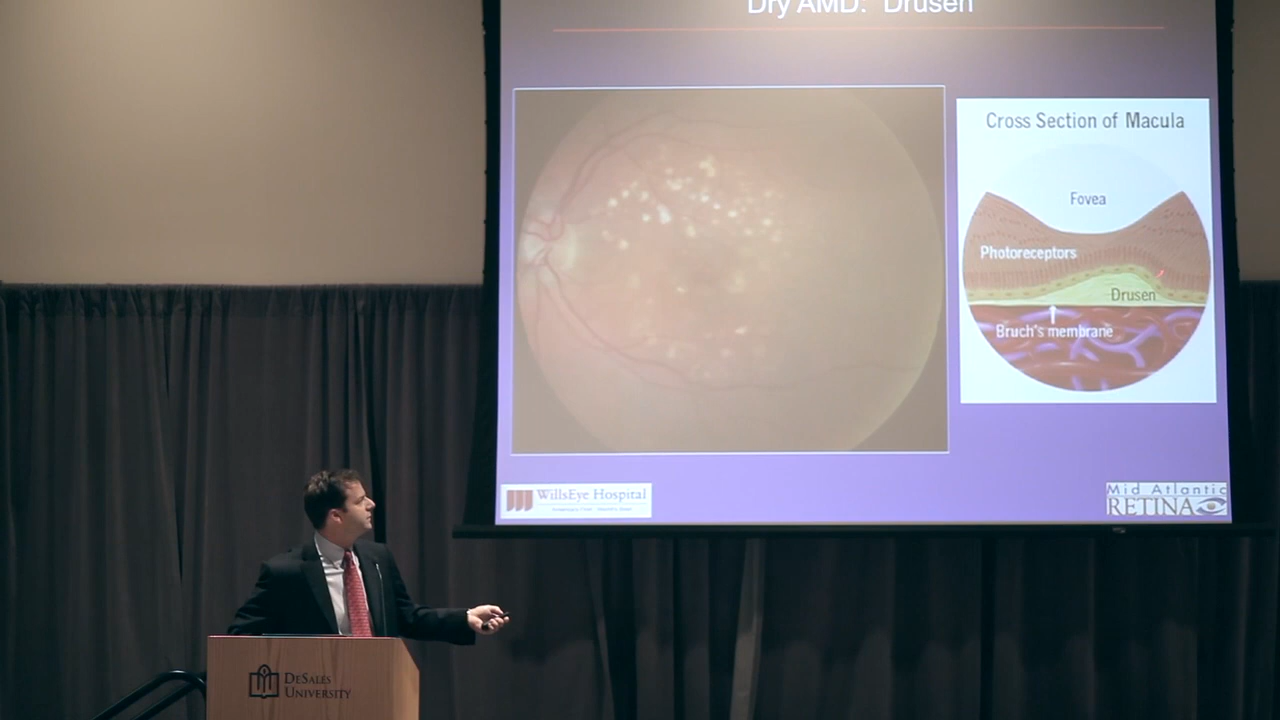 Dry AMD: Drusen
Cross Section of Macula
Fovea
Photoreceptors
Drusen
Bruch's membrane
WillsEye Hospital
Mid Atlantic
RETINA
DESALES
UNIVERSITY